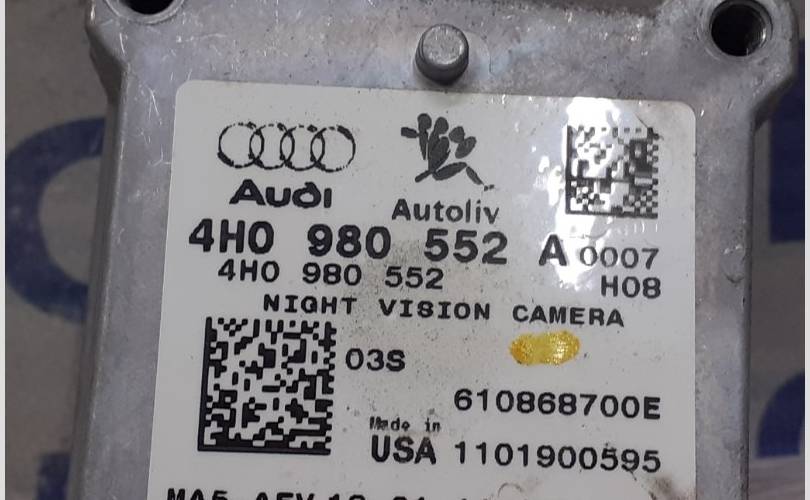 Audi
Autoliv
4H0 980 552 A 0007
4H0 980 552 H08
NIGHT VISION CAMERA
03S
610868700E
Made in
USA 1101900595